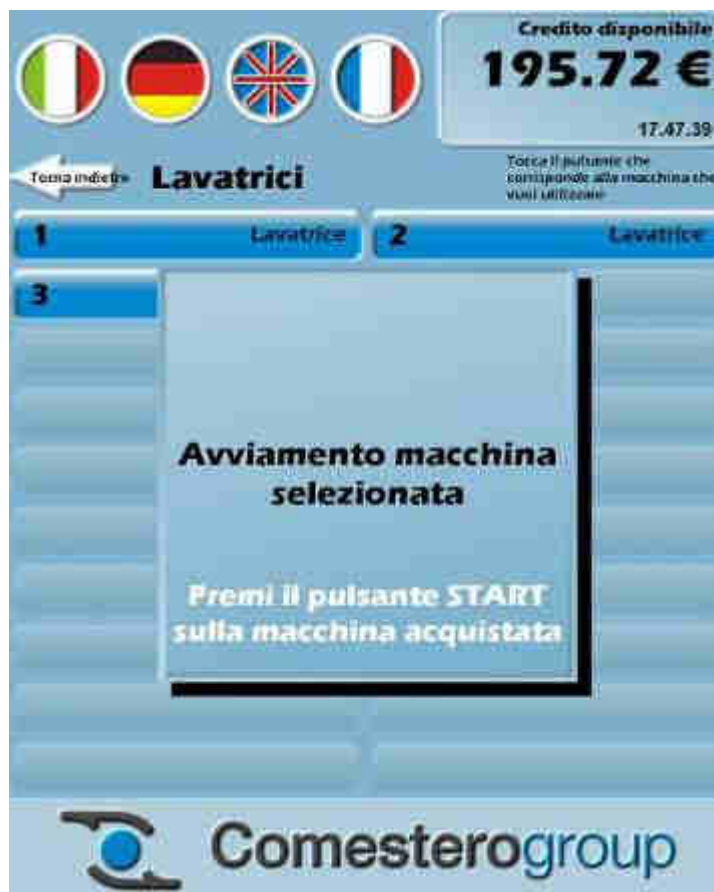 Credito disponibile
195.72 €
17.47.39
Torna indietro
Lavatrici
Tocca il pulsante che
corrisponde alla macchina che
vuoi utilizzare
1 Lavatrice
2 Lavatrice
3
Avviamento macchina
selezionata
Premi il pulsante START
sulla macchina acquistata
Comesterogroup